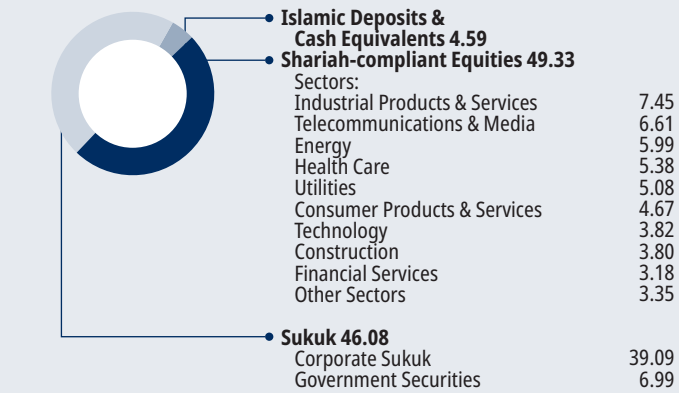 Islamic Deposits &
Cash Equivalents 4.59
Shariah-compliant Equities 49.33
Sectors:
Industrial Products & Services 7.45
Telecommunications & Media 6.61
Energy 5.99
Health Care 5.38
Utilities 5.08
Consumer Products & Services 4.67
Technology 3.82
Construction 3.80
Financial Services 3.18
Other Sectors 3.35
Sukuk 46.08
Corporate Sukuk 39.09
Government Securities 6.99